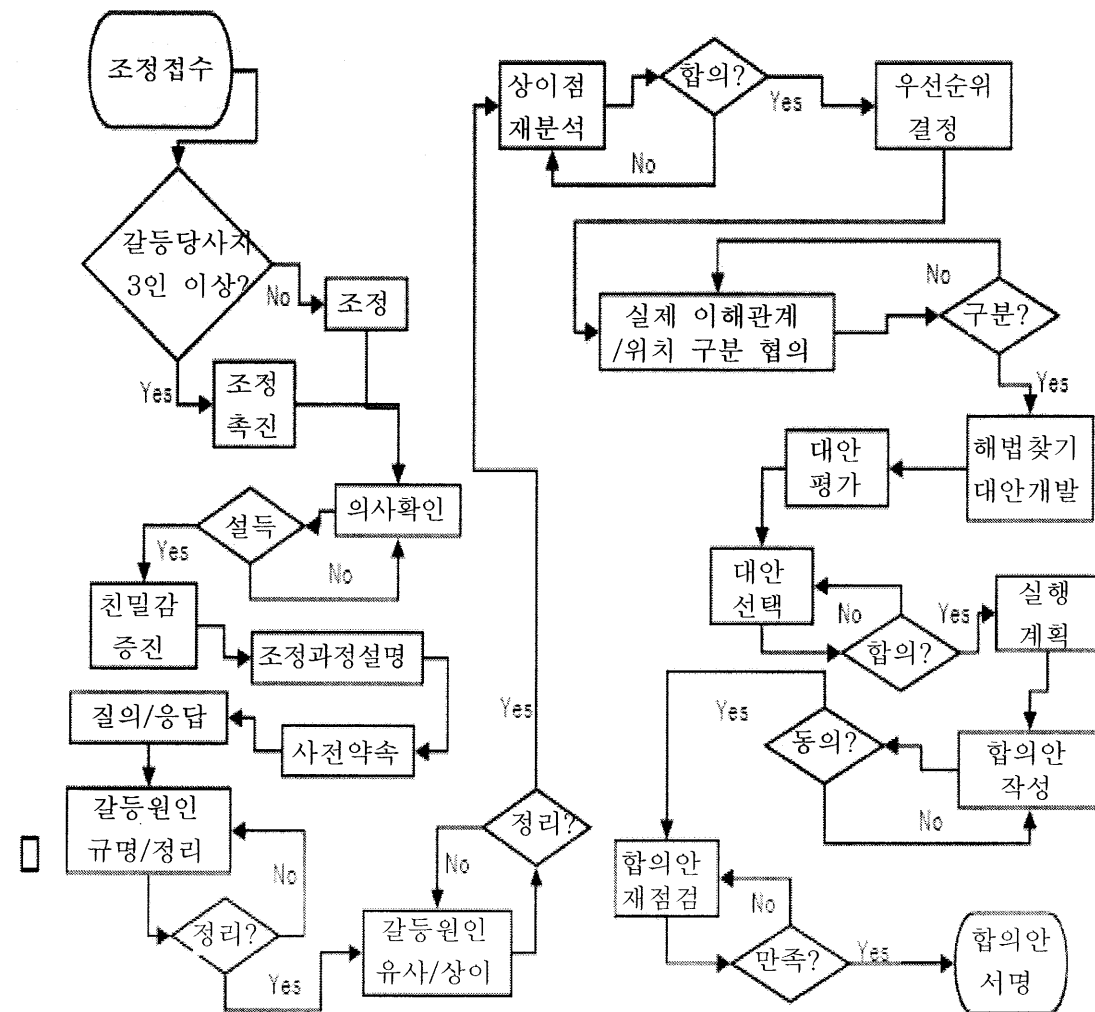 조정접수
갈등당사자
3인 이상?
No
조정
Yes
조정
촉진
의사확인
설득
Yes
No
친밀감
증진
조정과정설명
질의/응답
사전약속
갈등원인
규명/정리
No
정리?
Yes
갈등원인
유사/상이
정리?
No
Yes
상이점
재분석
합의?
Yes
No
우선순위
결정
실제 이해관계
/위치 구분 협의
No
구분?
Yes
해법찾기
대안개발
대안
평가
대안
선택
No
합의?
Yes
실행
계획
합의안
작성
동의?
Yes
No
합의안
재점검
No
만족?
Yes
합의안
서명